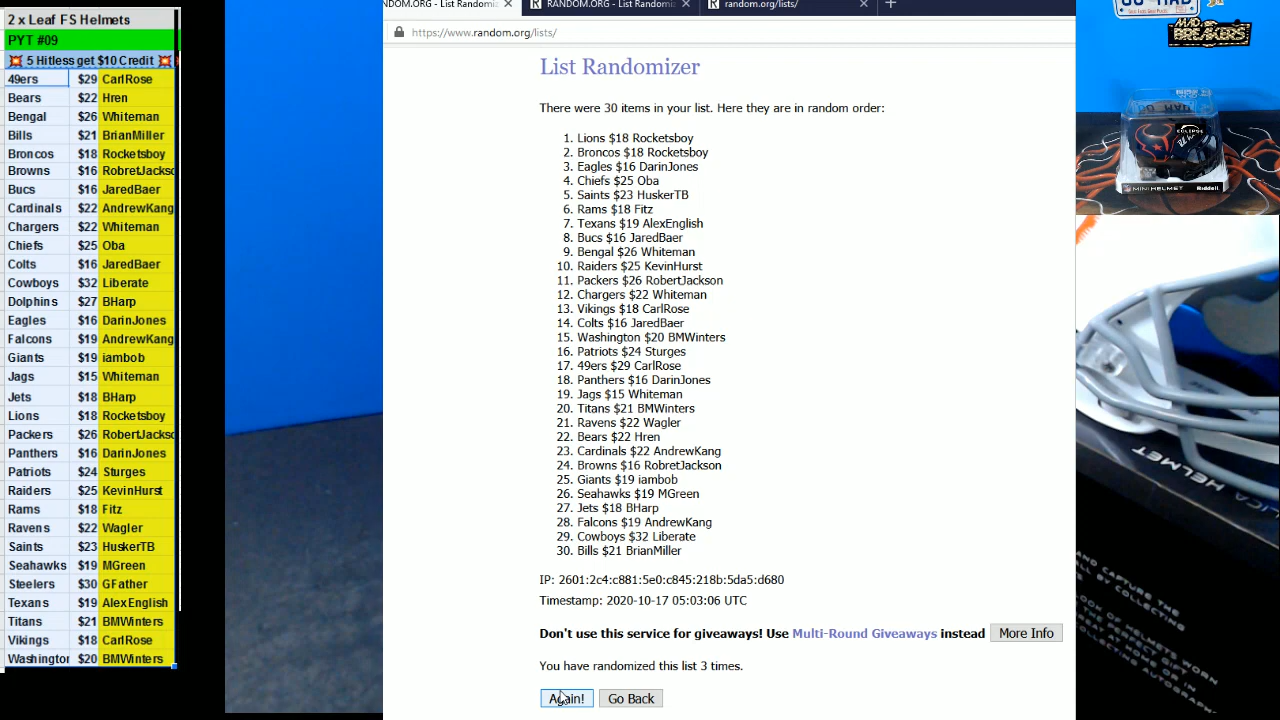 2 x Leaf FS Helmets
PYT #09
💥 5 Hitless get $10 Credit 💥
49ers $29 CarlRose
Bears $22 Hren
Bengal $26 Whiteman
Bills $21 BrianMiller
Broncos $18 Rocketsboy
Browns $16 RobretJackso
Bucs $16 JaredBaer
Cardinals $22 AndrewKang
Chargers $22 Whiteman
Chiefs $25 Oba
Colts $16 JaredBaer
Cowboys $32 Liberate
Dolphins $27 BHarp
Eagles $16 DarinJones
Falcons $19 AndrewKang
Giants $19 iambob
Jags $15 Whiteman
Jets $18 BHarp
Lions $18 Rocketsboy
Packers $26 RobertJackso
Panthers $16 DarinJones
Patriots $24 Sturges
Raiders $25 KevinHurst
Rams $18 Fitz
Ravens $22 Wagler
Saints $23 HuskerTB
Seahawks $19 MGreen
Steelers $30 GFather
Texans $19 AlexEnglish
Titans $21 BMWinters
Vikings $18 CarlRose
Washington $20 BMWinters
NDOM.ORG - List Randomiz
RANDOM.ORG - List Randomiz
random.org/lists/
https://www.random.org/lists/
List Randomizer
There were 30 items in your list. Here they are in random order:
1. Lions $18 Rocketsboy
2. Broncos $18 Rocketsboy
3. Eagles $16 DarinJones
4. Chiefs $25 Oba
5. Saints $23 HuskerTB
6. Rams $18 Fitz
7. Texans $19 AlexEnglish
8. Bucs $16 JaredBaer
9. Bengal $26 Whiteman
10. Raiders $25 KevinHurst
11. Packers $26 RobertJackson
12. Chargers $22 Whiteman
13. Vikings $18 CarlRose
14. Colts $16 JaredBaer
15. Washington $20 BMWinters
16. Patriots $24 Sturges
17. 49ers $29 CarlRose
18. Panthers $16 DarinJones
19. Jags $15 Whiteman
20. Titans $21 BMWinters
21. Ravens $22 Wagler
22. Bears $22 Hren
23. Cardinals $22 AndrewKang
24. Browns $16 RobretJackson
25. Giants $19 iambob
26. Seahawks $19 MGreen
27. Jets $18 BHarp
28. Falcons $19 AndrewKang
29. Cowboys $32 Liberate
30. Bills $21 BrianMiller
IP: 2601:2c4:c881:5e0:c845:218b:5da5:d680
Timestamp: 2020-10-17 05:03:06 UTC
Don't use this service for giveaways! Use Multi-Round Giveaways instead
More Info
You have randomized this list 3 times.
Again!
Go Back
MAD
BREAKERS
ECLIPSE
MINI HELMET
Riddell
ICA HELMET
AND CAPTURE THE